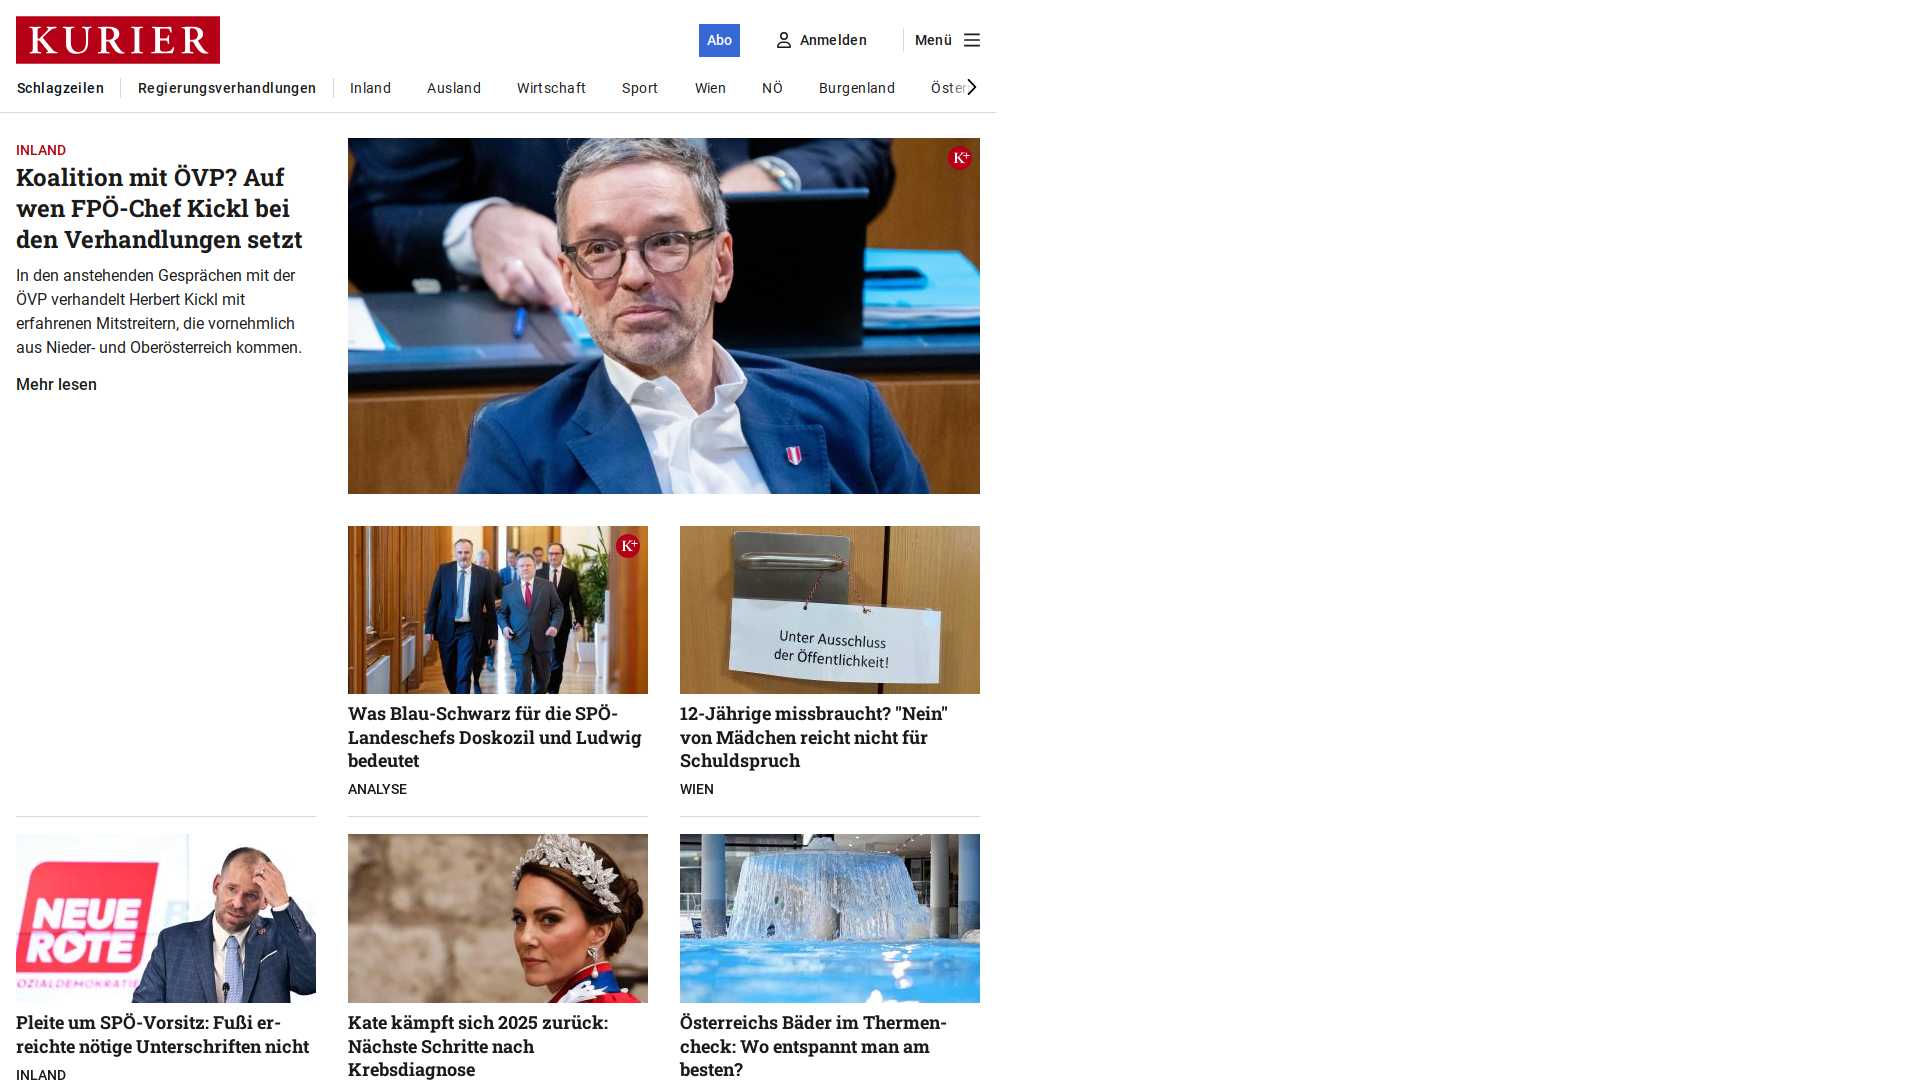 KURIER
Abo
Anmelden
Menü
Schlagzeilen
Regierungsverhandlungen
Inland
Ausland
Wirtschaft
Sport
Wien
NÖ
Burgenland
Öster
INLAND
Koalition mit ÖVP? Auf
wen FPÖ-Chef Kickl bei
den Verhandlungen setzt
In den anstehenden Gesprächen mit der
ÖVP verhandelt Herbert Kickl mit
erfahrenen Mitstreitern, die vornehmlich
aus Nieder- und Oberösterreich kommen.
Mehr lesen
K+
K+
Unter Ausschluss
der Öffentlichkeit!
Was Blau-Schwarz für die SPÖ-
Landeschefs Doskozil und Ludwig
bedeutet
ANALYSE
12-Jährige missbraucht? "Nein"
von Mädchen reicht nicht für
Schuldspruch
WIEN
NEUE
ROTE
OZIALDEMOKRATIE
Pleite um SPÖ-Vorsitz: Fußi er-
reichte nötige Unterschriften nicht
INLAND
Kate kämpft sich 2025 zurück:
Nächste Schritte nach
Krebsdiagnose
Österreichs Bäder im Thermen-
check: Wo entspannt man am
besten?